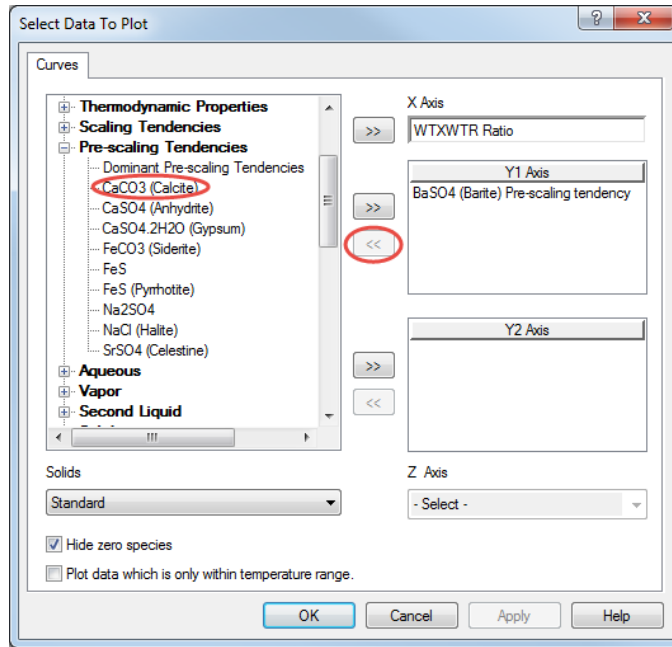 Select Data To Plot
?
X
Curves
Thermodynamic Properties
Scaling Tendencies
Pre-scaling Tendencies
Dominant Pre-scaling Tendencies
CaCO3 (Calcite)
CaSO4 (Anhydrite)
CaSO4.2H2O (Gypsum)
FeCO3 (Siderite)
FeS
FeS (Pyrrhotite)
Na2SO4
NaCl (Halite)
SrSO4 (Celestine)
Aqueous
Vapor
Second Liquid
X Axis
>>
WTXWTR Ratio
Y1 Axis
>>
<<
BaSO4 (Barite) Pre-scaling tendency
Y2 Axis
>>
<<
Solids
Standard
Z Axis
- Select -
Hide zero species
Plot data which is only within temperature range.
OK
Cancel
Apply
Help